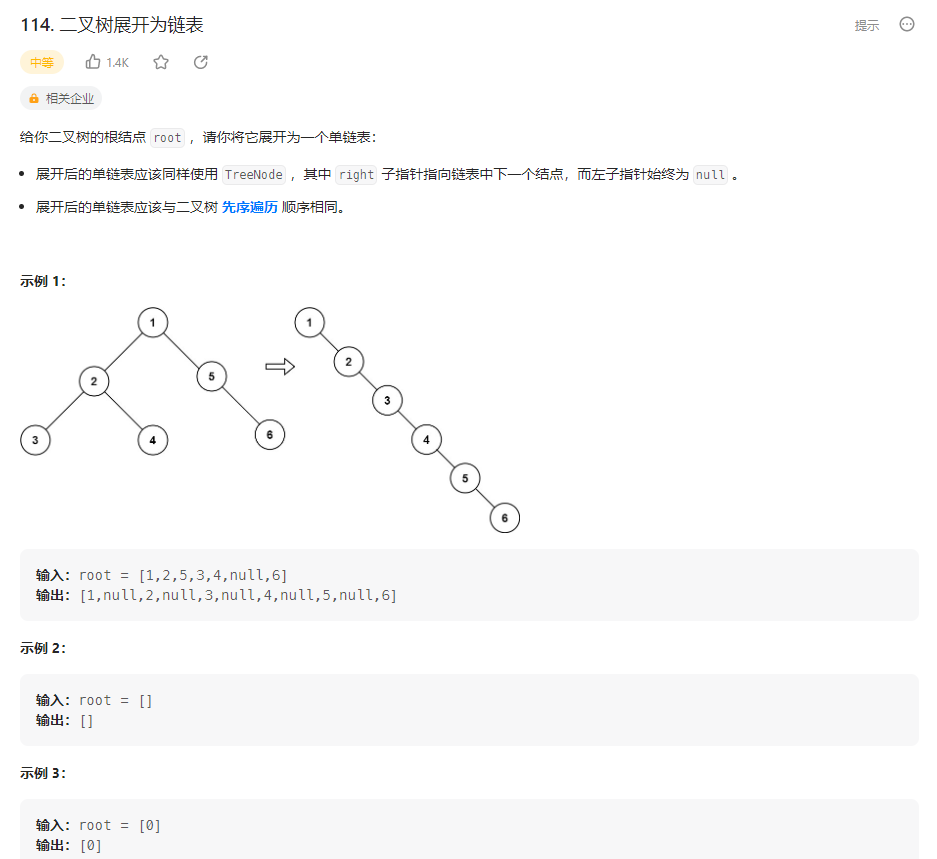 114. 二叉树展开为链表
提示
中等 1.4K
相关企业
给你二叉树的根结点 root ，请你将它展开为一个单链表：
展开后的单链表应该同样使用 TreeNode ，其中 right 子指针指向链表中下一个结点，而左子指针始终为 null 。
展开后的单链表应该与二叉树 先序遍历 顺序相同。
示例 1：
1
2
5
3
4
6
1
2
3
4
5
6
输入：root = [1,2,5,3,4,null,6]
输出：[1,null,2,null,3,null,4,null,5,null,6]
示例 2：
输入：root = []
输出：[]
示例 3：
输入：root = [0]
输出：[0]